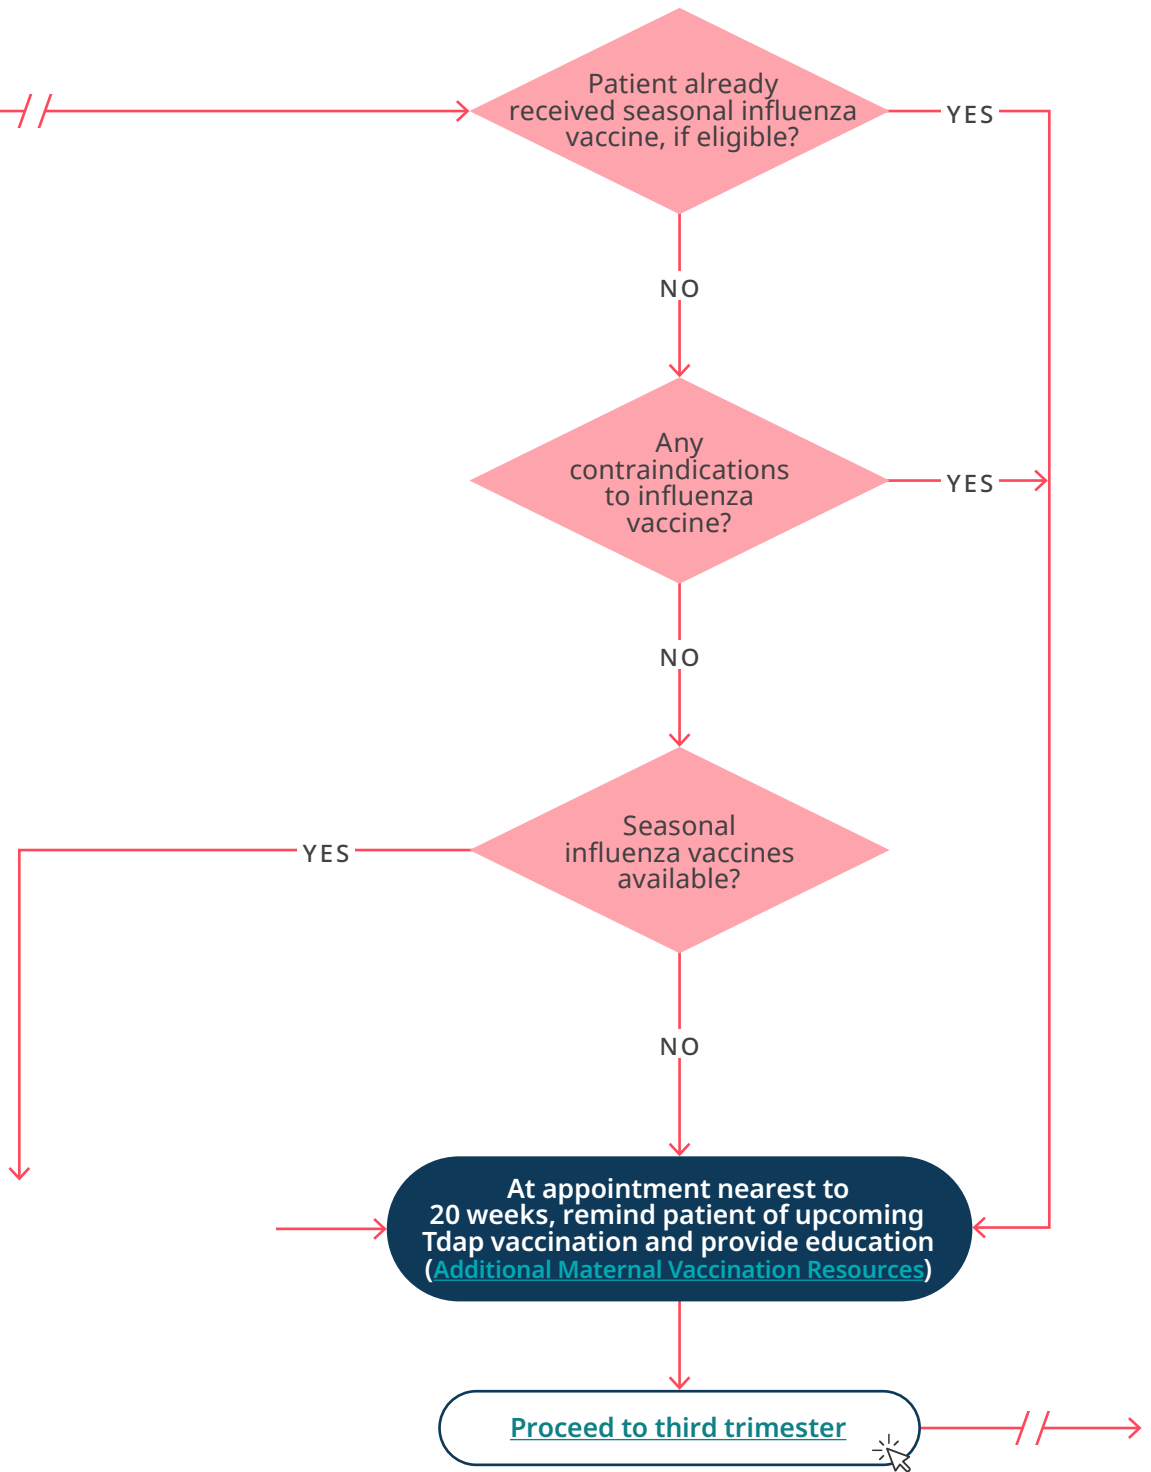 Patient already
received seasonal influenza
vaccine, if eligible?
YES
NO
Any
contraindications
to influenza
vaccine?
YES
NO
Seasonal
influenza vaccines
available?
YES
NO
At appointment nearest to
20 weeks, remind patient of upcoming
Tdap vaccination and provide education
(Additional Maternal Vaccination Resources)
Proceed to third trimester